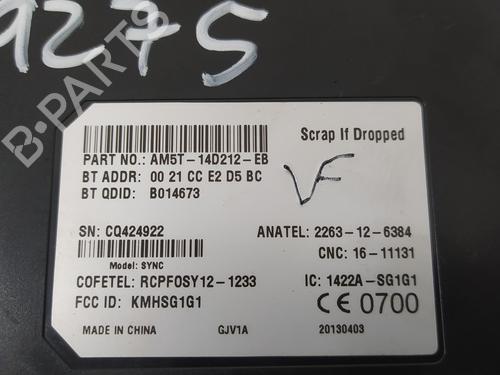 9275
B-PARTS
Scrap If Dropped
PART NO.: AM5T-14D212-EB
BT ADDR: 00 21 CC E2 D5 BC
BT QDID: B014673
VF
SN: CQ424922
ANATEL: 2263-12-6384
Model: SYNC
CNC: 16-11131
COFETEL: RCPFOSY12-1233
IC: 1422A-SG1G1
FCC ID: KMHSG1G1
CE 0700
MADE IN CHINA
GJV1A
20130403